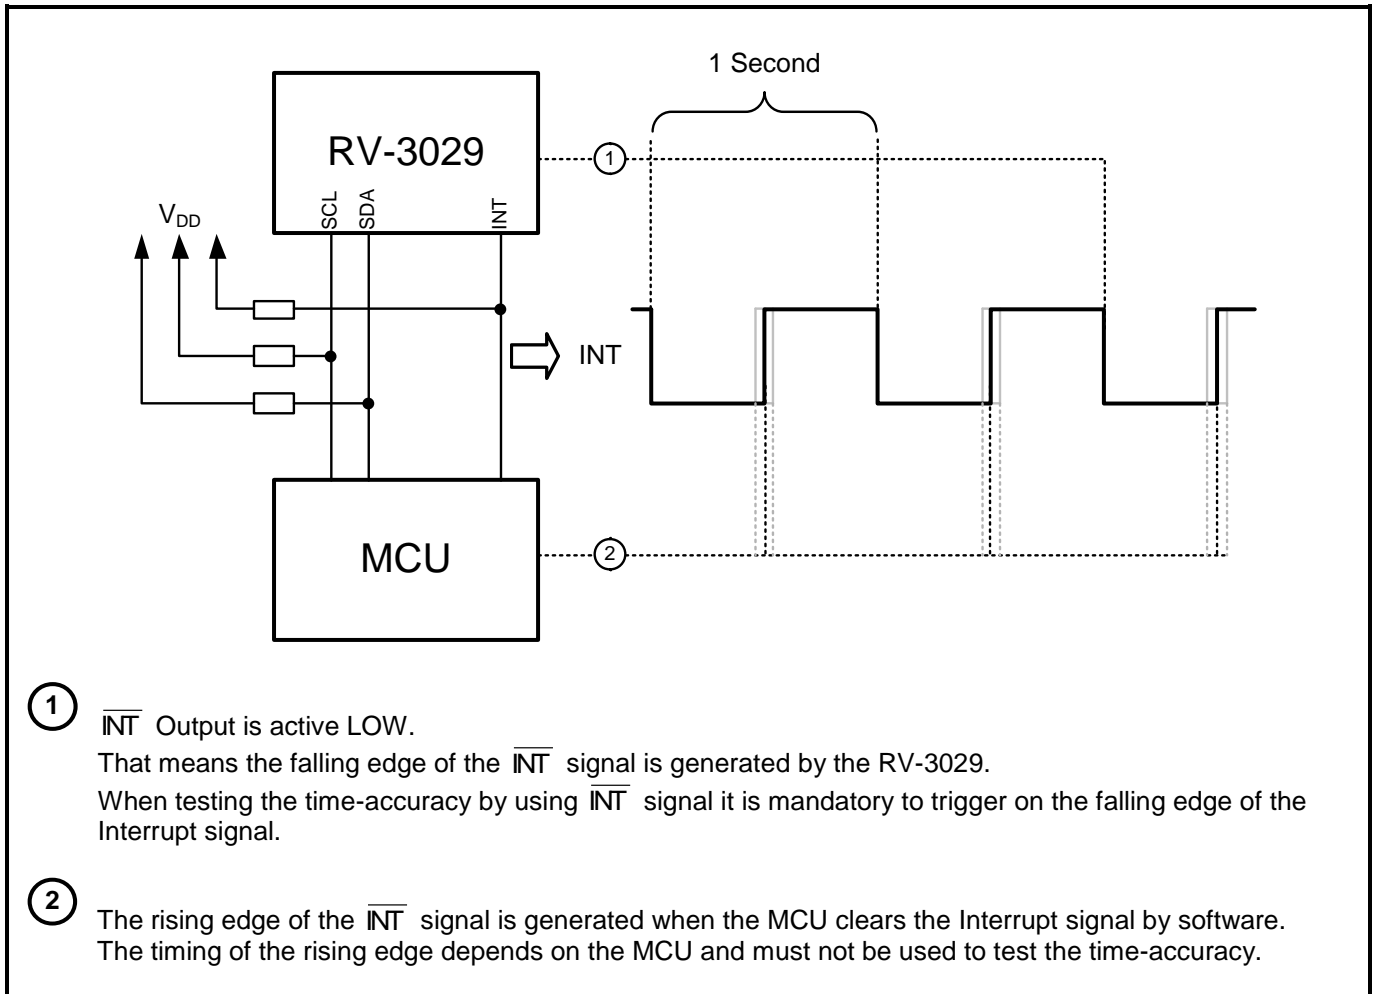 1 Second
RV-3029
1
SCL
SDA
INT
VDD
INT
MCU
2
1
INT Output is active LOW.
That means the falling edge of the INT signal is generated by the RV-3029.
When testing the time-accuracy by using INT signal it is mandatory to trigger on the falling edge of the
Interrupt signal.
2
The rising edge of the INT signal is generated when the MCU clears the Interrupt signal by software.
The timing of the rising edge depends on the MCU and must not be used to test the time-accuracy.